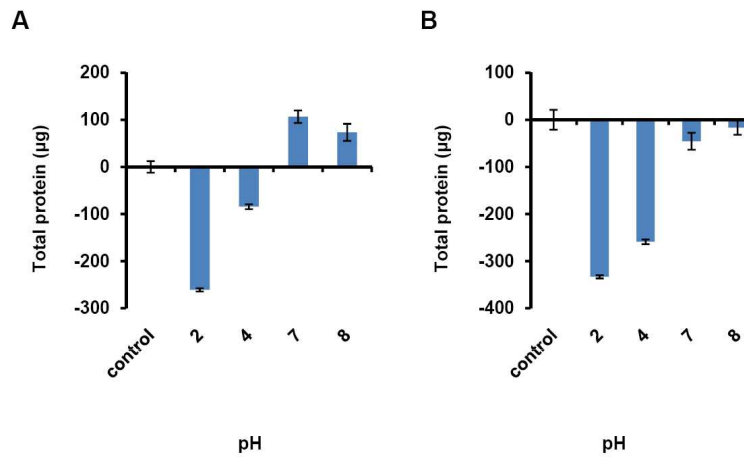 A
Total protein (µg)
200
100
0
-100
-200
-300
control
2
4
7
8
pH
B
Total protein (µg)
100
0
-100
-200
-300
-400
control
2
4
7
8
pH